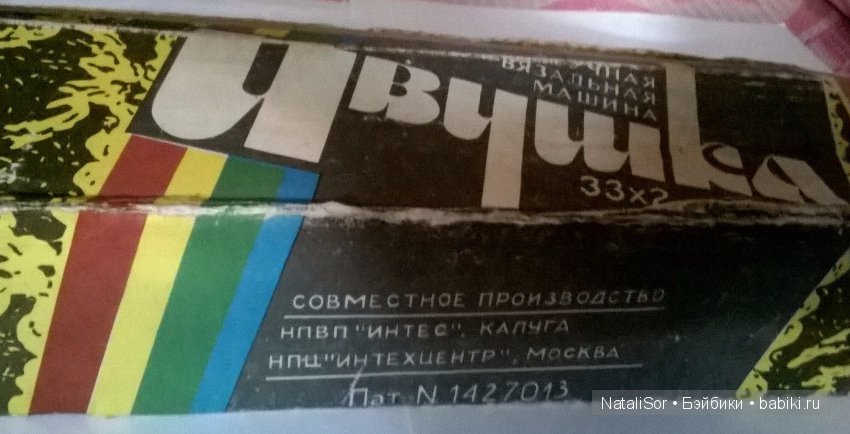 Ивушка
ВЯЗАЛЬНАЯ
МАШИНА
33х2
СОВМЕСТНОЕ ПРОИЗВОДСТВО
НПВП "ИНТЕС", КАЛУГА
НПЦ "ИНТЕХЦЕНТР", МОСКВА
Пат. N 1427013
NataliSor • Бэйбики • babiki.ru